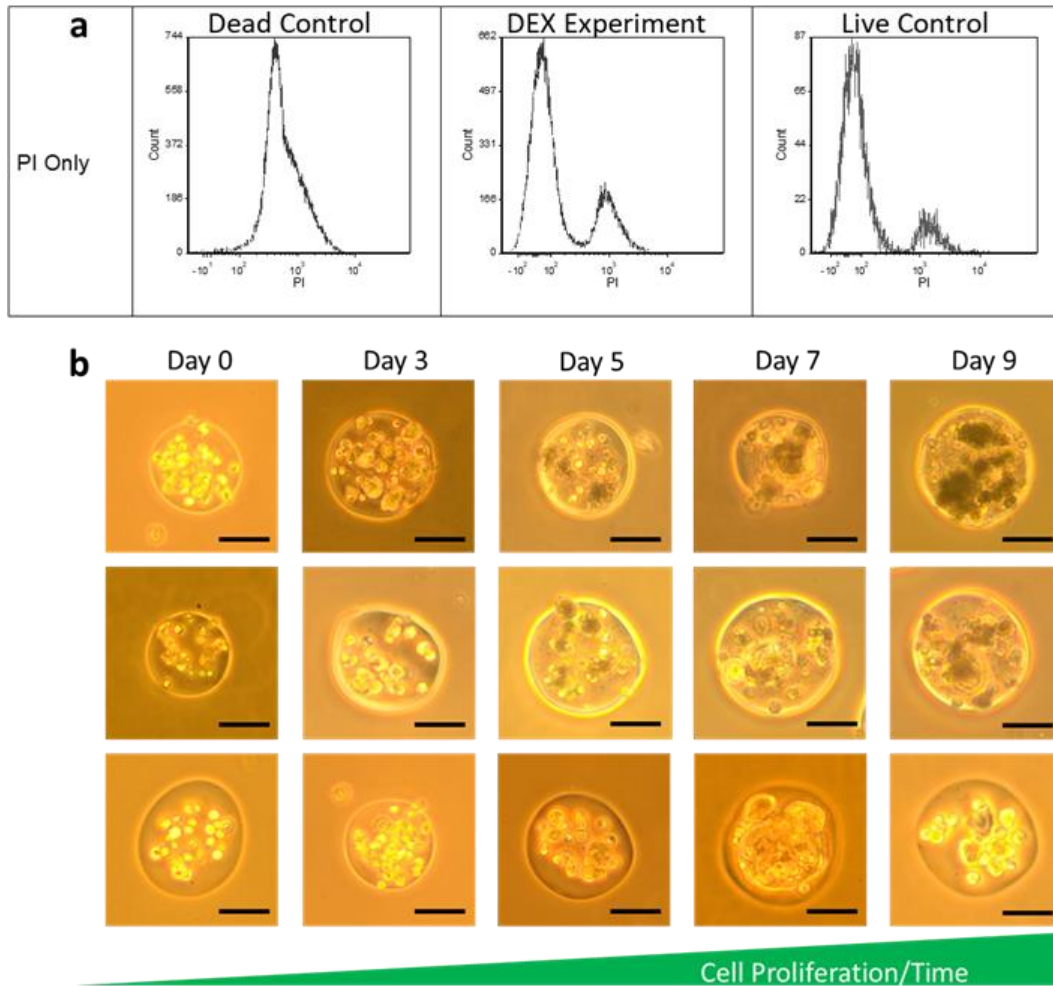 a
Dead Control
DEX Experiment
Live Control
PI Only
744
558
372
186
0
Count
-10¹ 10² 10³ 10⁴
PI
662
497
331
166
0
Count
-10² 10² 10³ 10⁴
PI
87
65
44
22
0
Count
-10² 10² 10³ 10⁴
PI
b
Day 0
Day 3
Day 5
Day 7
Day 9
Cell Proliferation/Time